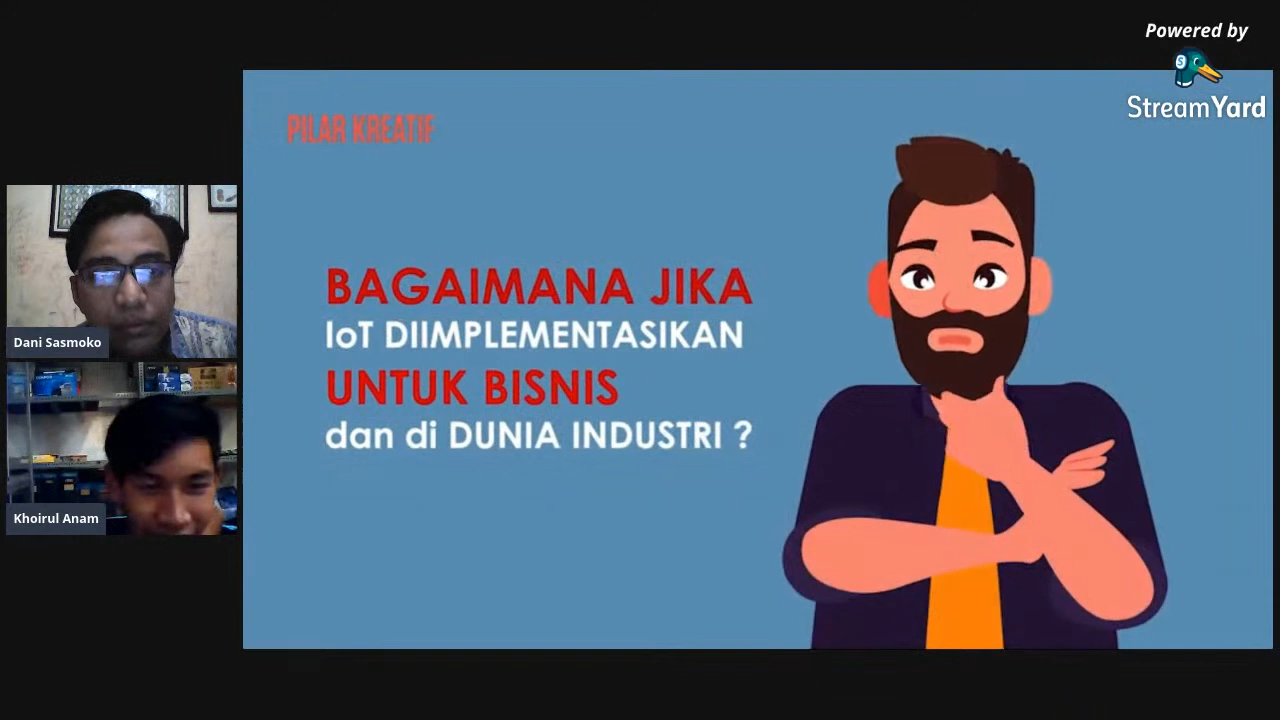 Powered by
StreamYard
PILAR KREATIF
BAGAIMANA JIKA
IoT DIIMPLEMENTASIKAN
UNTUK BISNIS
dan di DUNIA INDUSTRI ?
Dani Sasmoko
Khoirul Anam